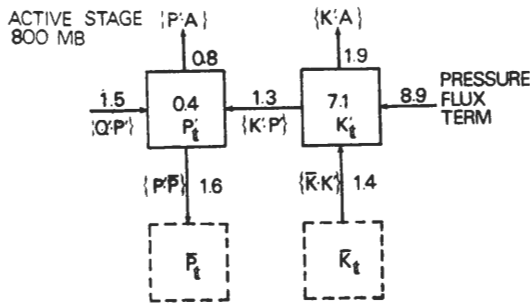 ACTIVE STAGE {P'·A} {K'·A}
800 MB
0.8 1.9
1.5 0.4 1.3 7.1 8.9 PRESSURE
{Q'·P'} P't {K'·P'} K't FLUX
TERM
{P'·P̄} 1.6 {K̄·K'} 1.4
P̄t K̄t